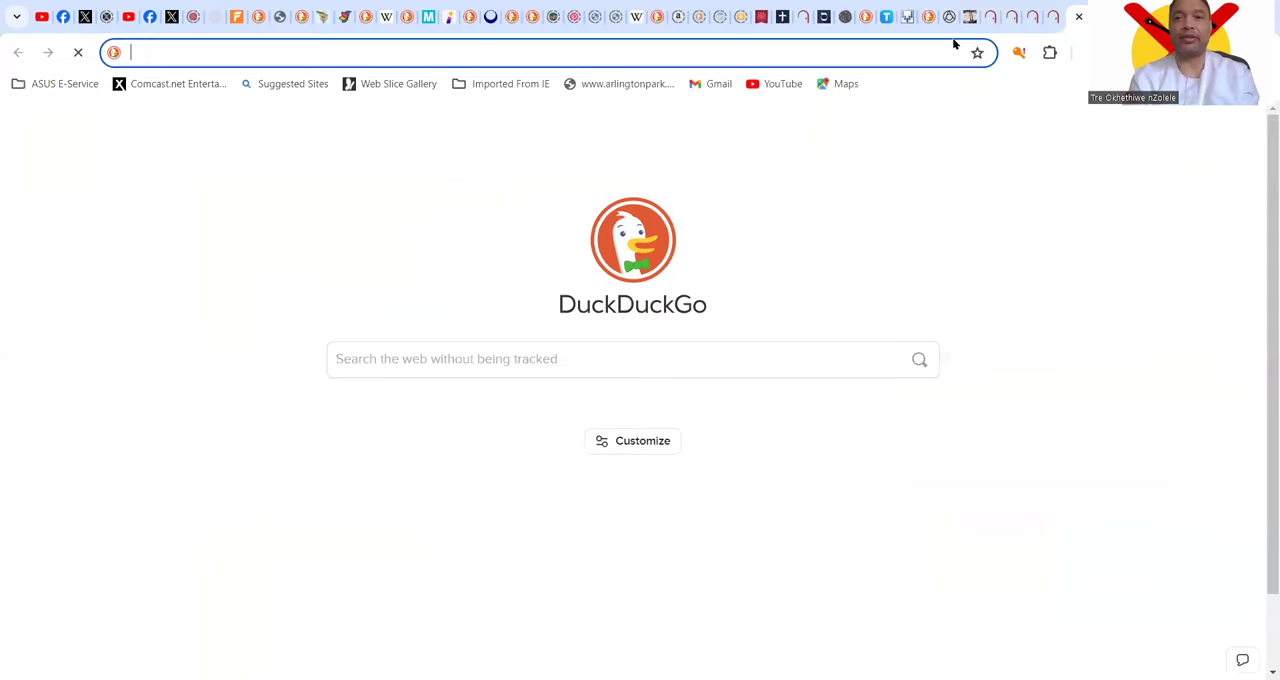 ASUS E-Service
Comcast.net Enterta...
Suggested Sites
Web Slice Gallery
Imported From IE
www.arlingtonpark....
Gmail
YouTube
Maps
Tre Okhethiwe nZolele
DuckDuckGo
Search the web without being tracked
Customize